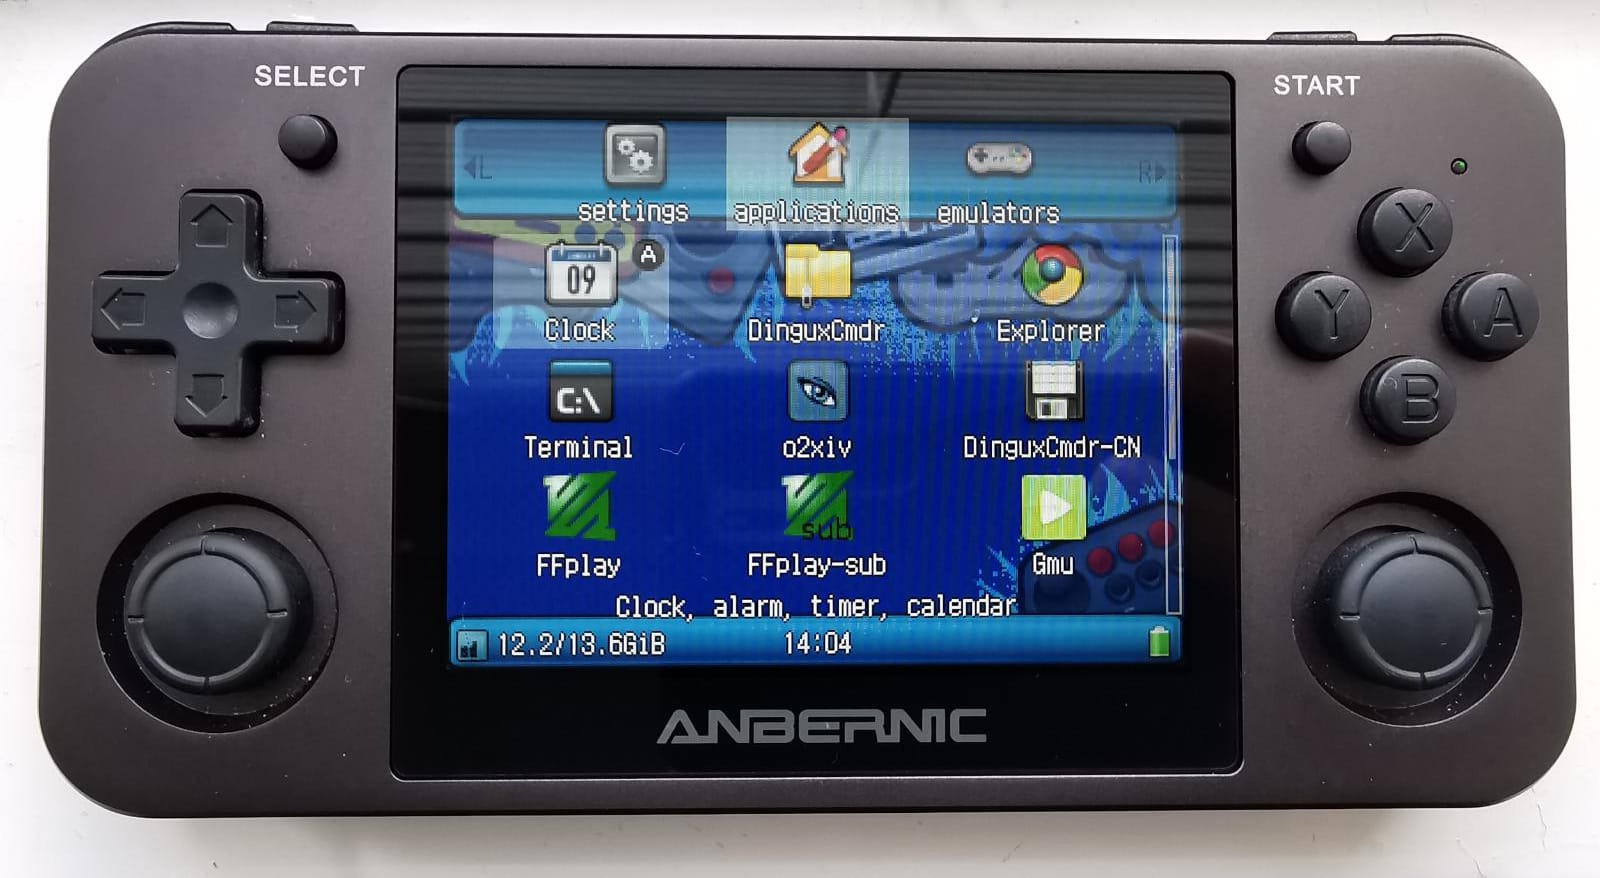 SELECT
START
L
R
settings
applications
emulators
09
A
Clock
DinguxCmdr
Explorer
X
Y
A
B
C:\
Terminal
o2xiv
DinguxCmdr-CN
sub
FFplay
FFplay-sub
Gmu
Clock, alarm, timer, calendar
12.2/13.6GiB
14:04
ANBERNIC